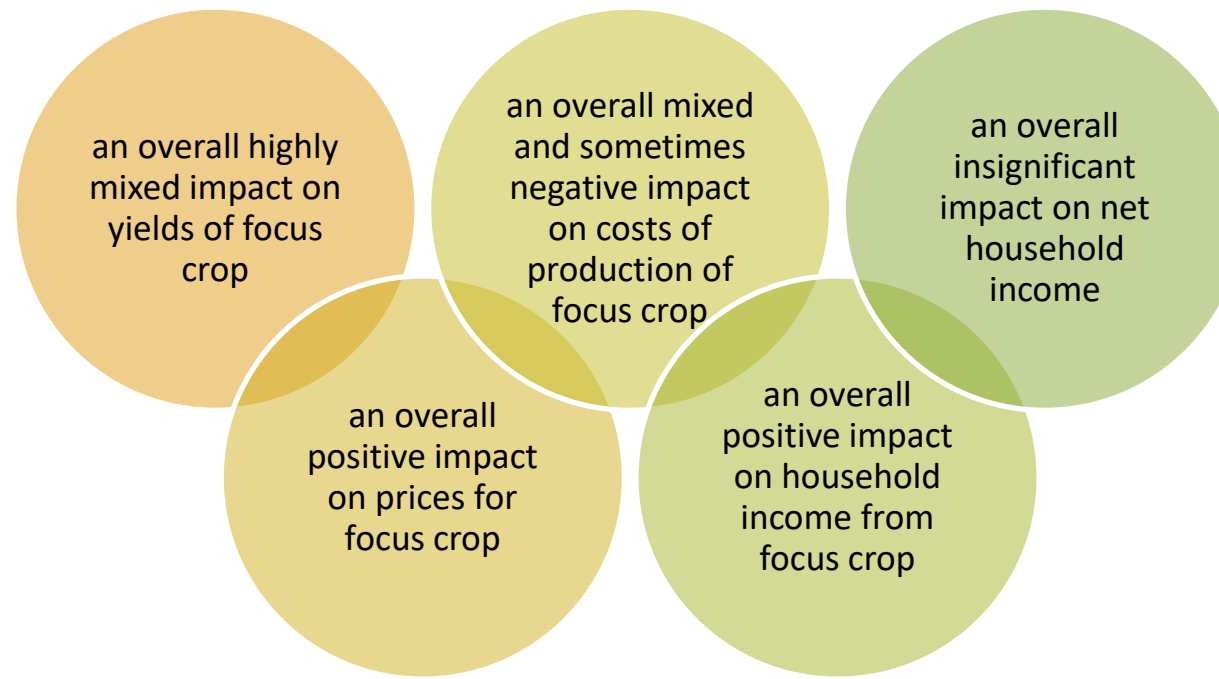 an overall highly
mixed impact on
yields of focus
crop
an overall
positive impact
on prices for
focus crop
an overall mixed
and sometimes
negative impact
on costs of
production of
focus crop
an overall
positive impact
on household
income from
focus crop
an overall
insignificant
impact on net
household
income